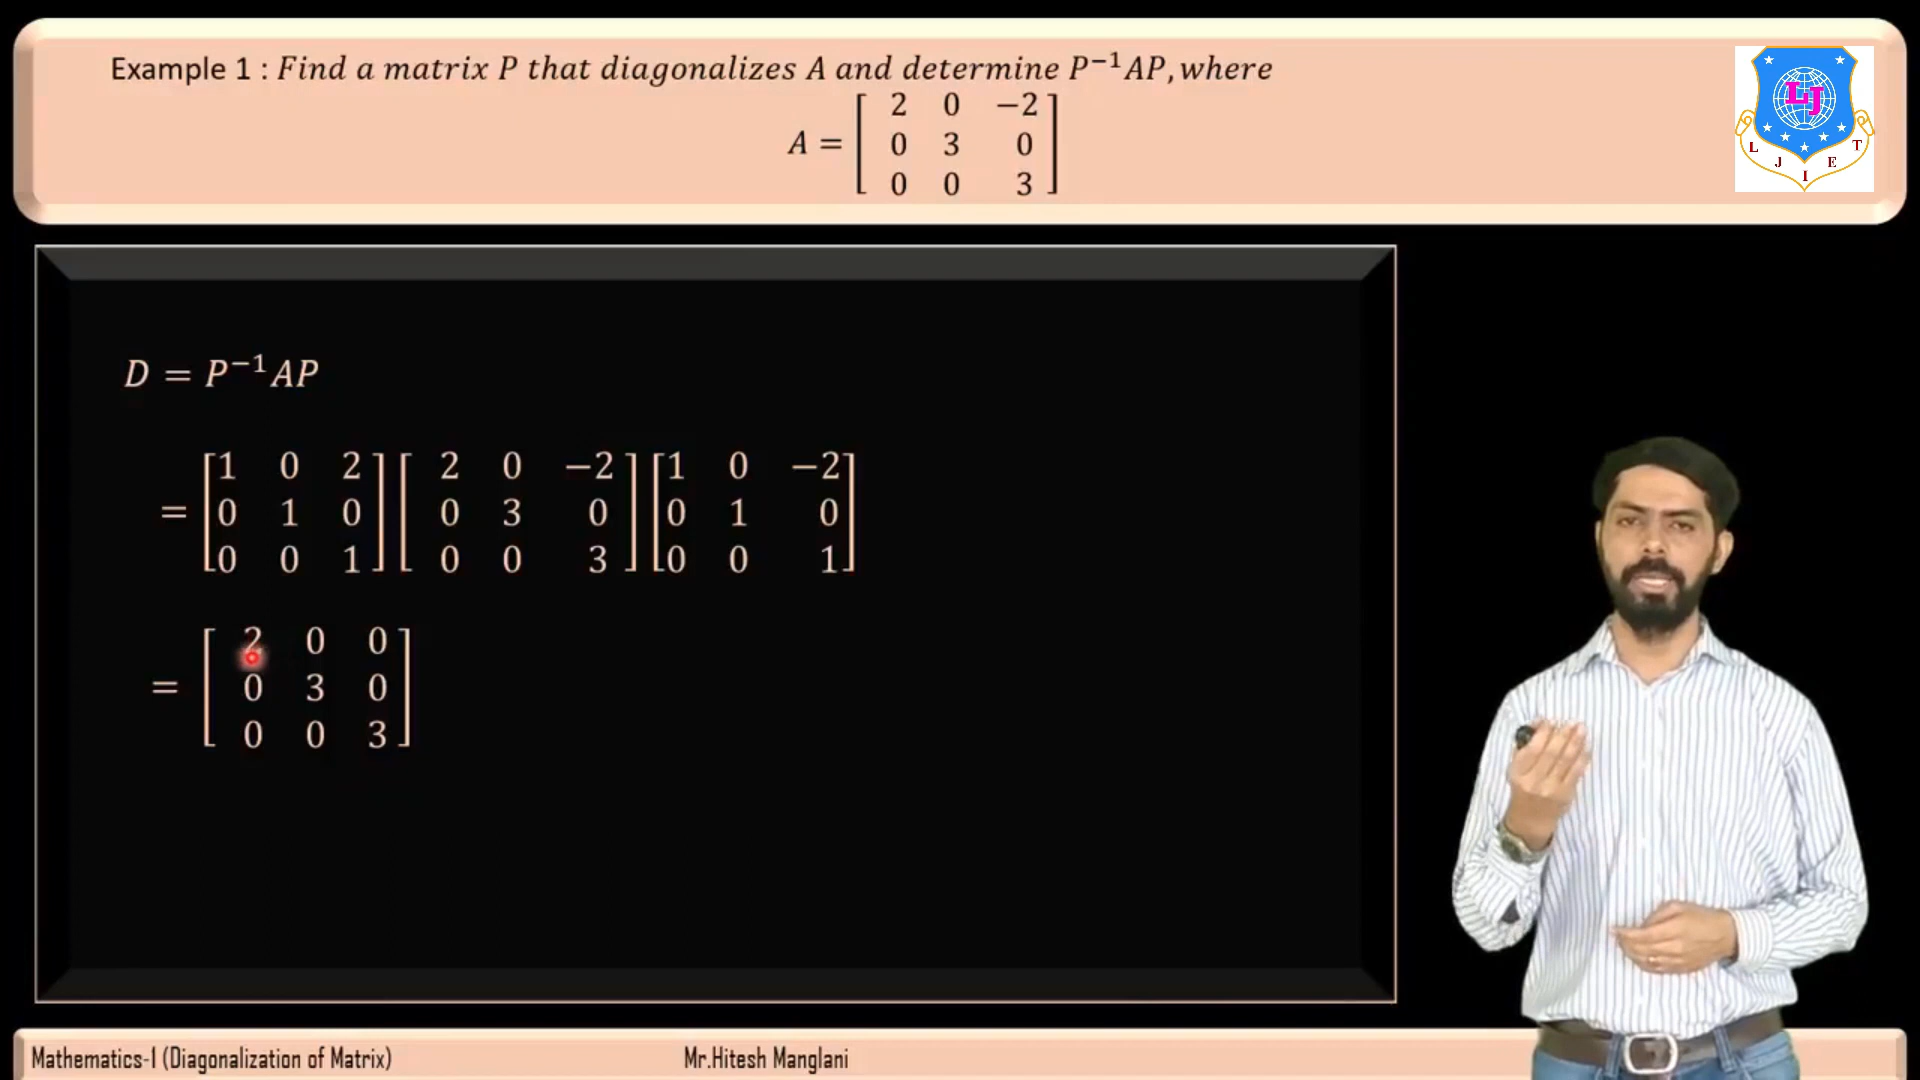 Example 1 : Find a matrix P that diagonalizes A and determine P⁻¹AP, where
A = [ 2 0 −2
0 3 0
0 0 3 ]
LJ
L J I E T
D = P⁻¹AP
= [1 0 2] [ 2 0 −2 ] [1 0 −2]
[0 1 0] [ 0 3 0 ] [0 1 0]
[0 0 1] [ 0 0 3 ] [0 0 1]
= [ 2 0 0 ]
[ 0 3 0 ]
[ 0 0 3 ]
Mathematics-I (Diagonalization of Matrix) Mr.Hitesh Manglani